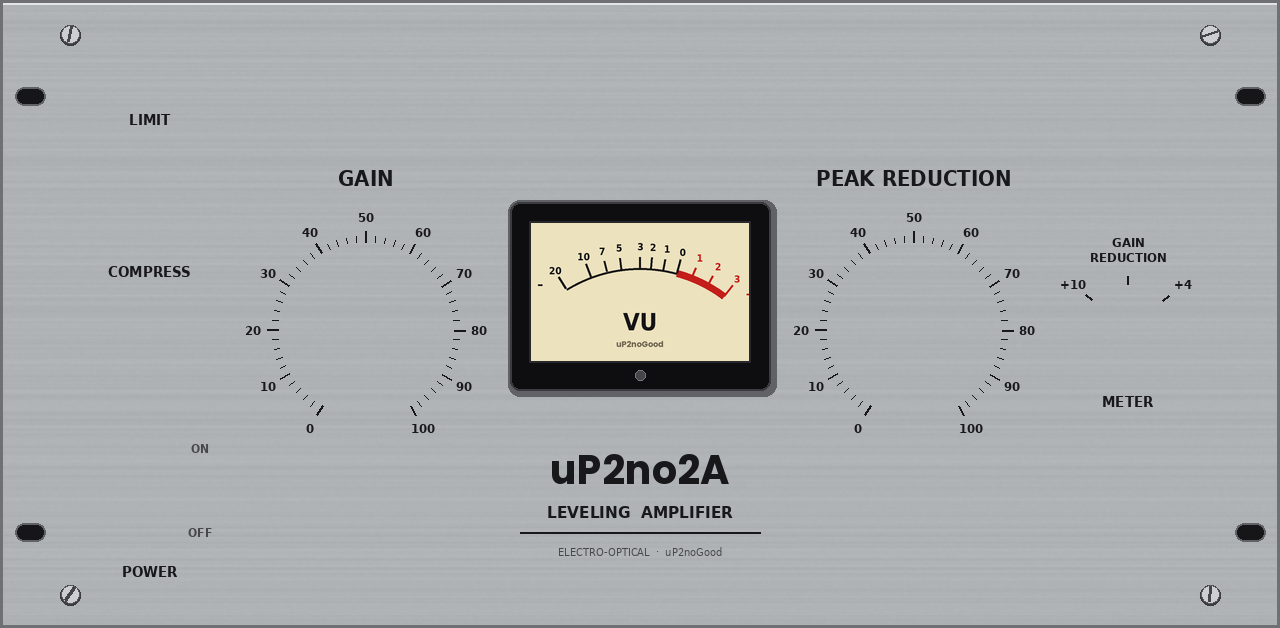 LIMIT
GAIN
PEAK REDUCTION
50
50
40
60
40
60
GAIN
REDUCTION
COMPRESS
30
70
20 10 7 5 3 2 1 0 1 2 3
30
70
+10
+4
-
-
20
80
VU
20
80
uP2noGood
10
90
10
90
METER
0
100
0
100
ON
uP2no2A
LEVELING AMPLIFIER
OFF
ELECTRO-OPTICAL · uP2noGood
POWER